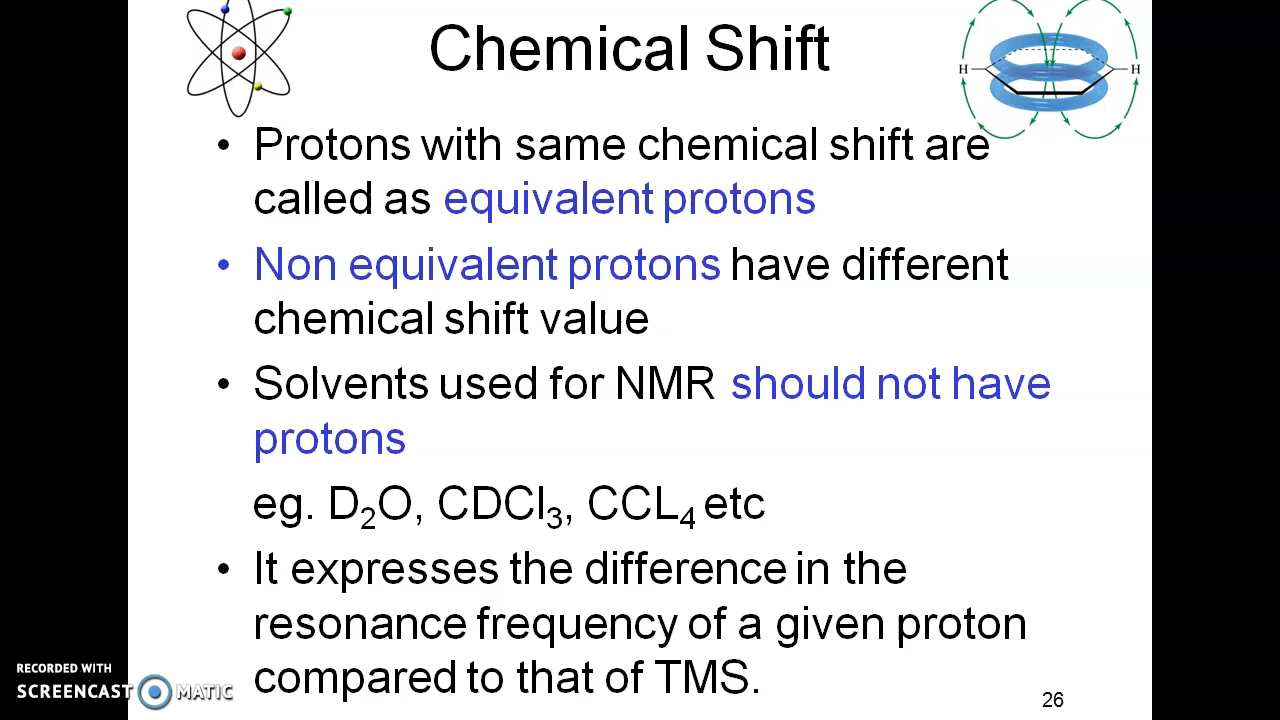 Chemical Shift
H H
• Protons with same chemical shift are
called as equivalent protons
• Non equivalent protons have different
chemical shift value
• Solvents used for NMR should not have
protons
eg. D₂O, CDCl₃, CCL₄ etc
• It expresses the difference in the
resonance frequency of a given proton
compared to that of TMS.
RECORDED WITH
SCREENCAST MATIC
26